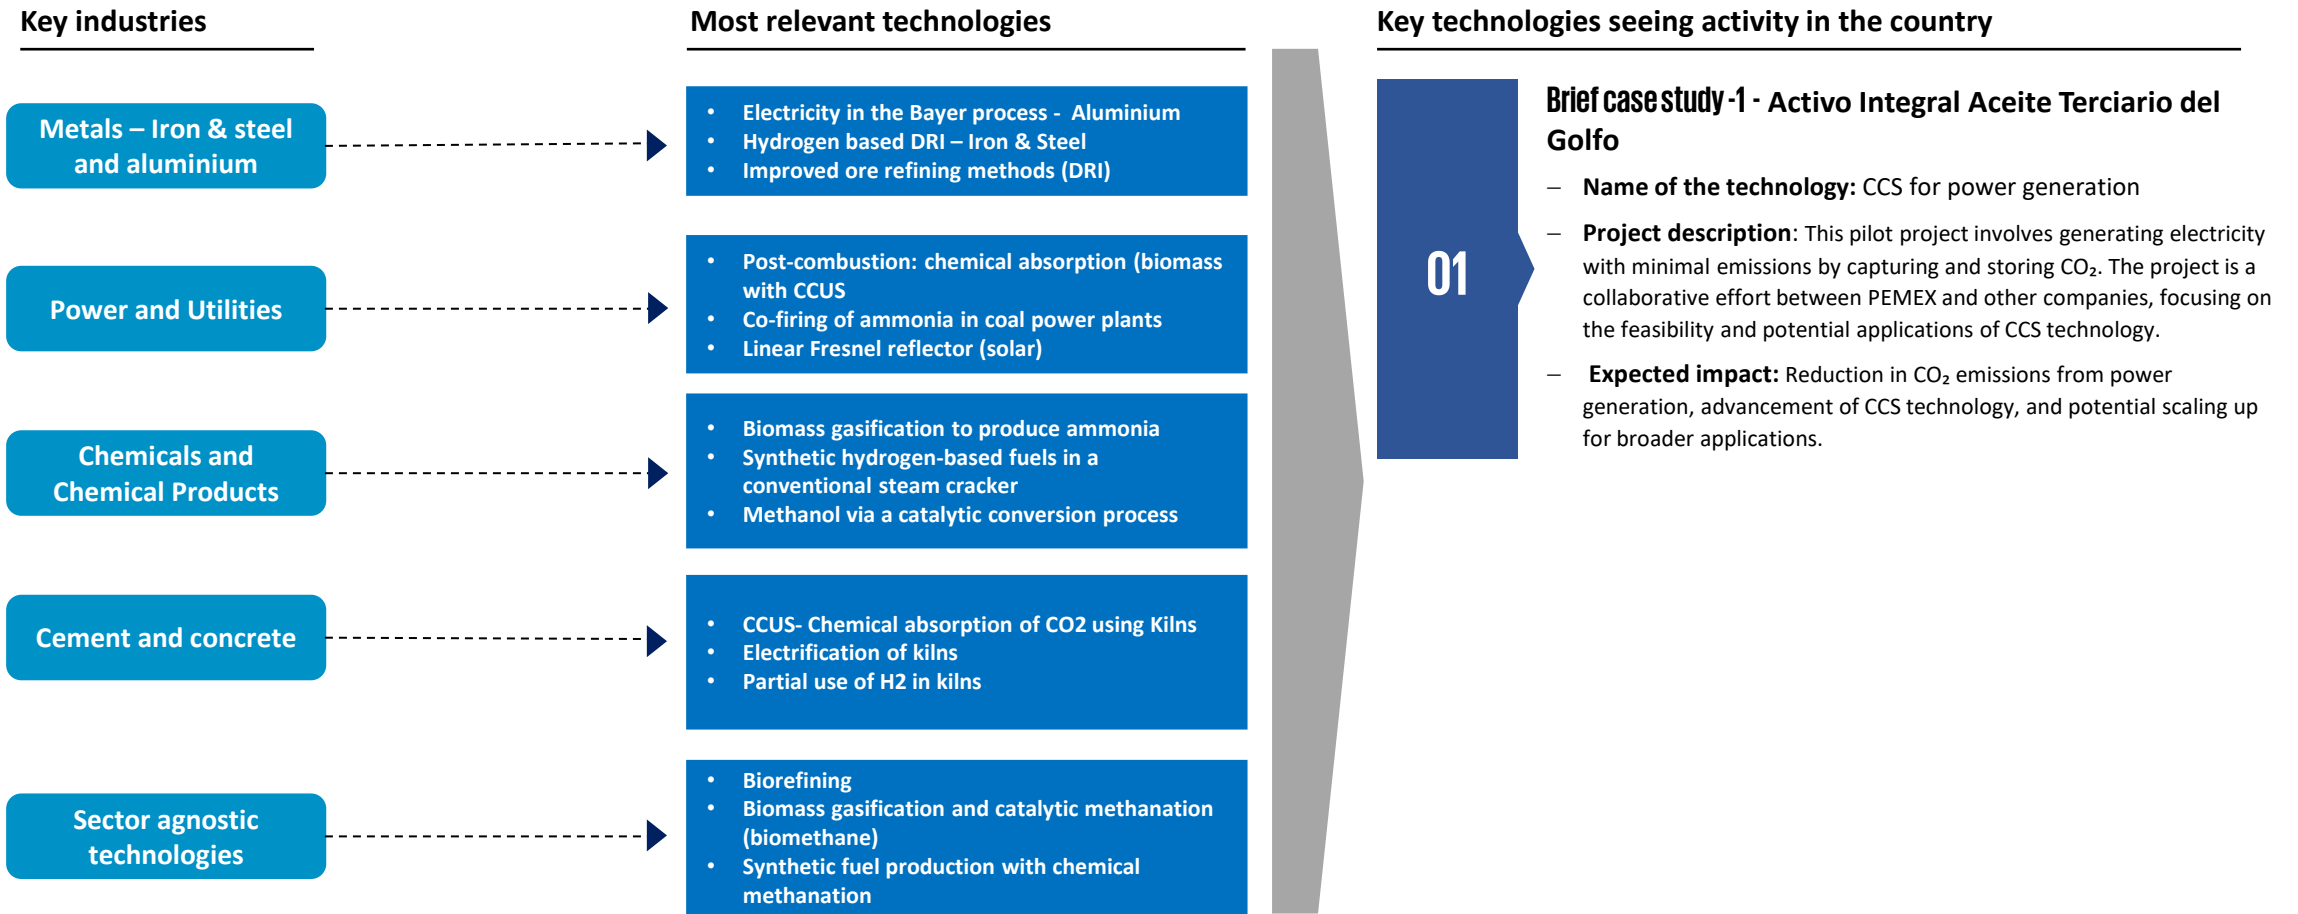 Key industries
Most relevant technologies
Key technologies seeing activity in the country
Metals – Iron & steel
and aluminium
• Electricity in the Bayer process - Aluminium
• Hydrogen based DRI – Iron & Steel
• Improved ore refining methods (DRI)
Power and Utilities
• Post-combustion: chemical absorption (biomass
with CCUS
• Co-firing of ammonia in coal power plants
• Linear Fresnel reflector (solar)
Chemicals and
Chemical Products
• Biomass gasification to produce ammonia
• Synthetic hydrogen-based fuels in a
conventional steam cracker
• Methanol via a catalytic conversion process
Cement and concrete
• CCUS- Chemical absorption of CO2 using Kilns
• Electrification of kilns
• Partial use of H2 in kilns
Sector agnostic
technologies
• Biorefining
• Biomass gasification and catalytic methanation
(biomethane)
• Synthetic fuel production with chemical
methanation
01
Brief case study -1 - Activo Integral Aceite Terciario del
Golfo
– Name of the technology: CCS for power generation
– Project description: This pilot project involves generating electricity
with minimal emissions by capturing and storing CO₂. The project is a
collaborative effort between PEMEX and other companies, focusing on
the feasibility and potential applications of CCS technology.
– Expected impact: Reduction in CO₂ emissions from power
generation, advancement of CCS technology, and potential scaling up
for broader applications.